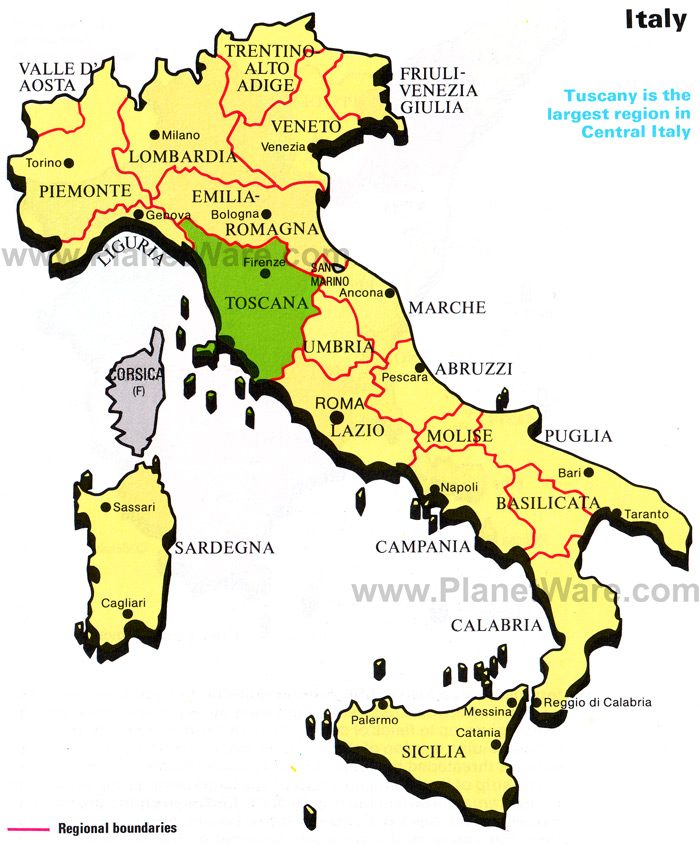 Italy
Tuscany is the
largest region in
Central Italy
VALLE D'
AOSTA
TRENTINO-
ALTO
ADIGE
FRIULI-
VENEZIA
GIULIA
VENETO
Venezia
Milano
LOMBARDIA
Torino
PIEMONTE
EMILIA-
Bologna
ROMAGNA
Genova
LIGURIA
www.PlanetWare.com
Firenze
TOSCANA
SAN
MARINO
Ancona
MARCHE
UMBRIA
CORSICA
(F)
Pescara
ABRUZZI
ROMA
LAZIO
MOLISE
PUGLIA
Bari
Napoli
BASILICATA
Taranto
Sassari
SARDEGNA
CAMPANIA
www.PlanetWare.com
Cagliari
CALABRIA
Reggio di Calabria
Palermo
Messina
Catania
SICILIA
Regional boundaries